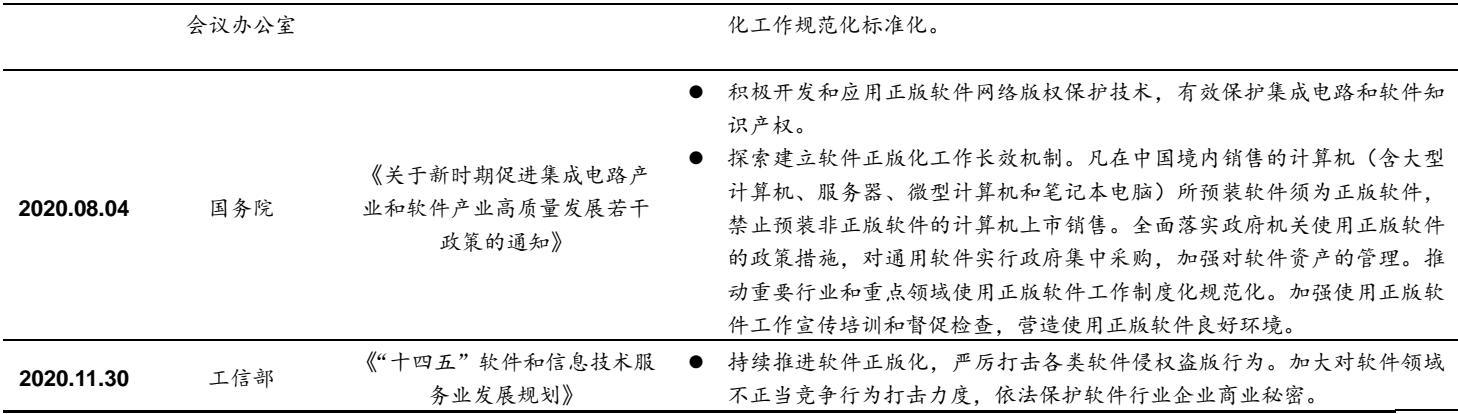 会议办公室
化工作规范化标准化。
2020.08.04
国务院
《关于新时期促进集成电路产
业和软件产业高质量发展若干
政策的通知》
● 积极开发和应用正版软件网络版权保护技术，有效保护集成电路和软件知
识产权。
● 探索建立软件正版化工作长效机制。凡在中国境内销售的计算机（含大型
计算机、服务器、微型计算机和笔记本电脑）所预装软件须为正版软件，
禁止预装非正版软件的计算机上市销售。全面落实政府机关使用正版软件
的政策措施，对通用软件实行政府集中采购，加强对软件资产的管理。推
动重要行业和重点领域使用正版软件工作制度化规范化。加强使用正版软
件工作宣传培训和督促检查，营造使用正版软件良好环境。
2020.11.30
工信部
《“十四五”软件和信息技术服
务业发展规划》
● 持续推进软件正版化，严厉打击各类软件侵权盗版行为。加大对软件领域
不正当竞争行为打击力度，依法保护软件行业企业商业秘密。